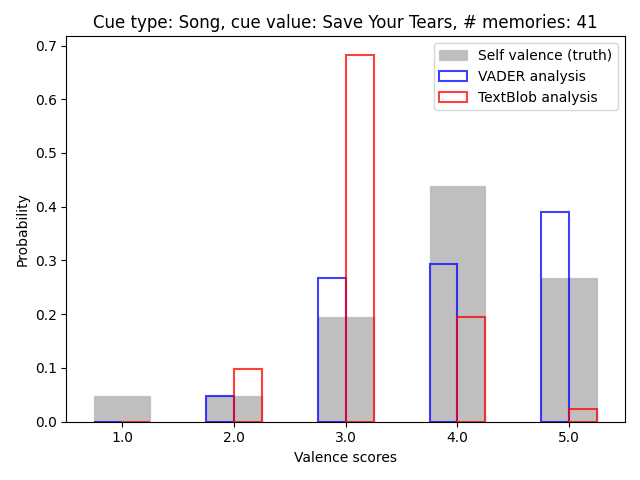 Cue type: Song, cue value: Save Your Tears, # memories: 41
Self valence (truth)
VADER analysis
TextBlob analysis
Probability
0.7
0.6
0.5
0.4
0.3
0.2
0.1
0.0
1.0 2.0 3.0 4.0 5.0
Valence scores